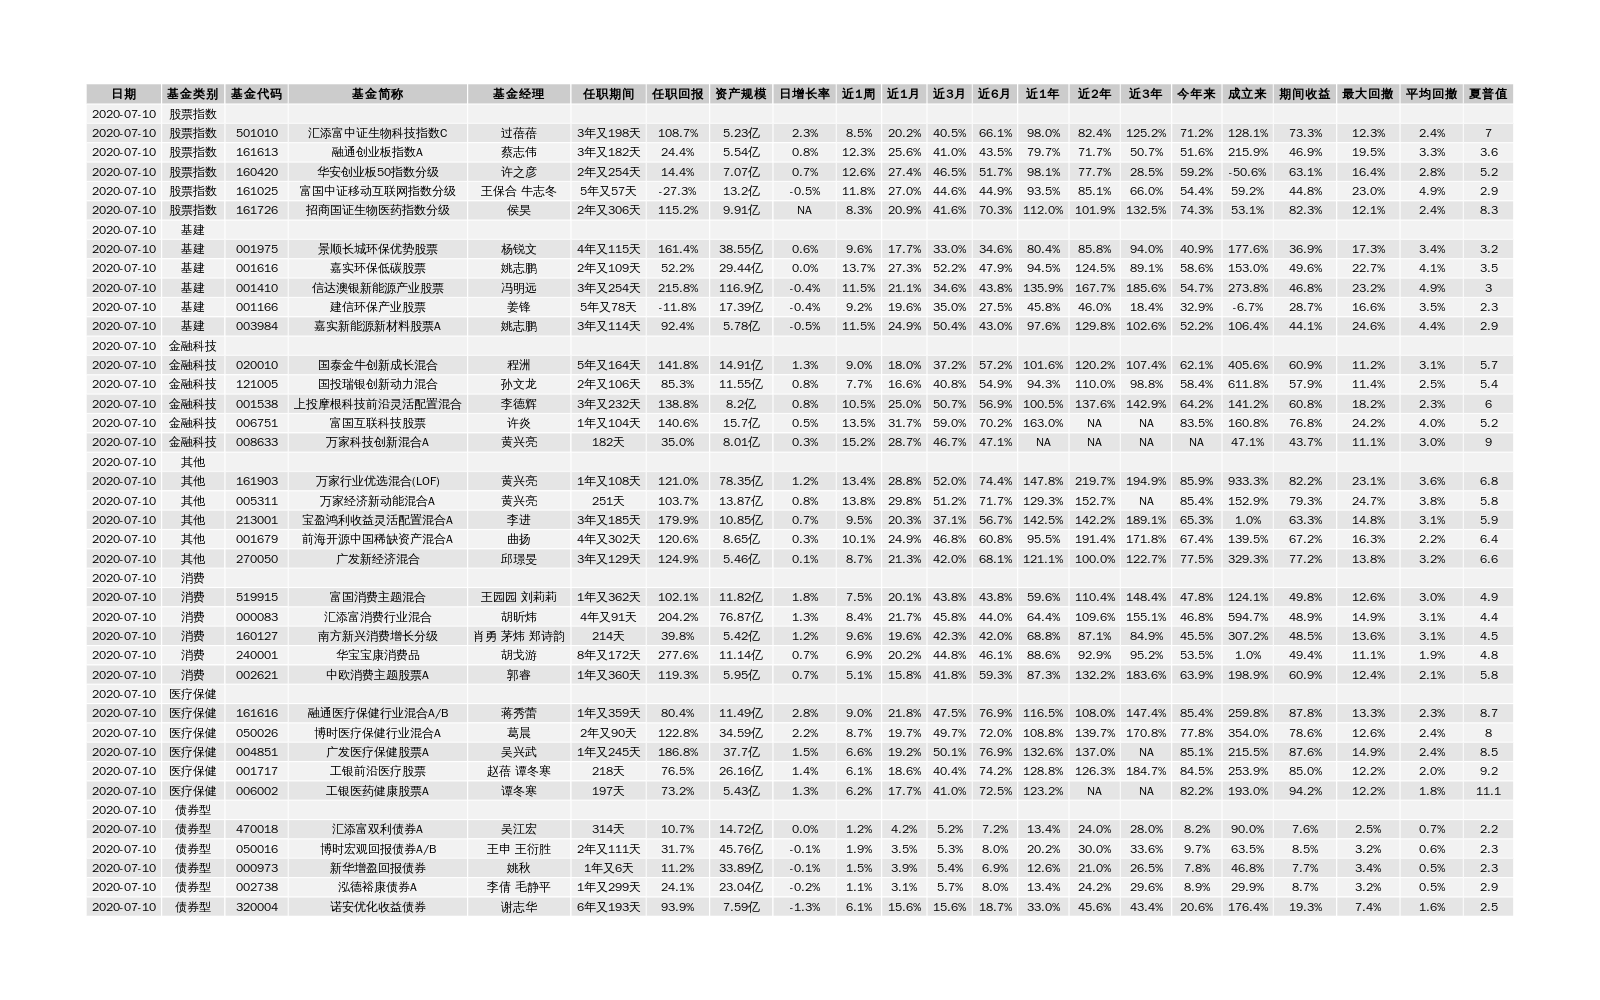 日期 基金类别 基金代码 基金简称 基金经理 任职期间 任职回报 资产规模 日增长率 近1周 近1月 近3月 近6月 近1年 近2年 近3年 今年来 成立来 期间收益 最大回撤 平均回撤 夏普值
2020-07-10 股票指数
2020-07-10 股票指数 501010 汇添富中证生物科技指数C 过蓓蓓 3年又198天 108.7% 5.23亿 2.3% 8.5% 20.2% 40.5% 66.1% 98.0% 82.4% 125.2% 71.2% 128.1% 73.3% 12.3% 2.4% 7
2020-07-10 股票指数 161613 融通创业板指数A 蔡志伟 3年又182天 24.4% 5.54亿 0.8% 12.3% 25.6% 41.0% 43.5% 79.7% 71.7% 50.7% 51.6% 215.9% 46.9% 19.5% 3.3% 3.6
2020-07-10 股票指数 160420 华安创业板50指数分级 许之彦 2年又254天 14.4% 7.07亿 0.7% 12.6% 27.4% 46.5% 51.7% 98.1% 77.7% 28.5% 59.2% -50.6% 63.1% 16.4% 2.8% 5.2
2020-07-10 股票指数 161025 富国中证移动互联网指数分级 王保合 牛志冬 5年又57天 -27.3% 13.2亿 -0.5% 11.8% 27.0% 44.6% 44.9% 93.5% 85.1% 66.0% 54.4% 59.2% 44.8% 23.0% 4.9% 2.9
2020-07-10 股票指数 161726 招商国证生物医药指数分级 侯昊 2年又306天 115.2% 9.91亿 NA 8.3% 20.9% 41.6% 70.3% 112.0% 101.9% 132.5% 74.3% 53.1% 82.3% 12.1% 2.4% 8.3
2020-07-10 基建
2020-07-10 基建 001975 景顺长城环保优势股票 杨锐文 4年又115天 161.4% 38.55亿 0.6% 9.6% 17.7% 33.0% 34.6% 80.4% 85.8% 94.0% 40.9% 177.6% 36.9% 17.3% 3.4% 3.2
2020-07-10 基建 001616 嘉实环保低碳股票 姚志鹏 2年又109天 52.2% 29.44亿 0.0% 13.7% 27.3% 52.2% 47.9% 94.5% 124.5% 89.1% 58.6% 153.0% 49.6% 22.7% 4.1% 3.5
2020-07-10 基建 001410 信达澳银新能源产业股票 冯明远 3年又254天 215.8% 116.9亿 -0.4% 11.5% 21.1% 34.6% 43.8% 135.9% 167.7% 185.6% 54.7% 273.8% 46.8% 23.2% 4.9% 3
2020-07-10 基建 001166 建信环保产业股票 姜锋 5年又78天 -11.8% 17.39亿 -0.4% 9.2% 19.6% 35.0% 27.5% 45.8% 46.0% 18.4% 32.9% -6.7% 28.7% 16.6% 3.5% 2.3
2020-07-10 基建 003984 嘉实新能源新材料股票A 姚志鹏 3年又114天 92.4% 5.78亿 -0.5% 11.5% 24.9% 50.4% 43.0% 97.6% 129.8% 102.6% 52.2% 106.4% 44.1% 24.6% 4.4% 2.9
2020-07-10 金融科技
2020-07-10 金融科技 020010 国泰金牛创新成长混合 程洲 5年又164天 141.8% 14.91亿 1.3% 9.0% 18.0% 37.2% 57.2% 101.6% 120.2% 107.4% 62.1% 405.6% 60.9% 11.2% 3.1% 5.7
2020-07-10 金融科技 121005 国投瑞银创新动力混合 孙文龙 2年又106天 85.3% 11.55亿 0.8% 7.7% 16.6% 40.8% 54.9% 94.3% 110.0% 98.8% 58.4% 611.8% 57.9% 11.4% 2.5% 5.4
2020-07-10 金融科技 001538 上投摩根科技前沿灵活配置混合 李德辉 3年又232天 138.8% 8.2亿 0.8% 10.5% 25.0% 50.7% 56.9% 100.5% 137.6% 142.9% 64.2% 141.2% 60.8% 18.2% 2.3% 6
2020-07-10 金融科技 006751 富国互联科技股票 许炎 1年又104天 140.6% 15.7亿 0.5% 13.5% 31.7% 59.0% 70.2% 163.0% NA NA 83.5% 160.8% 76.8% 24.2% 4.0% 5.2
2020-07-10 金融科技 008633 万家科技创新混合A 黄兴亮 182天 35.0% 8.01亿 0.3% 15.2% 28.7% 46.7% 47.1% NA NA NA NA 47.1% 43.7% 11.1% 3.0% 9
2020-07-10 其他
2020-07-10 其他 161903 万家行业优选混合(LOF) 黄兴亮 1年又108天 121.0% 78.35亿 1.2% 13.4% 28.8% 52.0% 74.4% 147.8% 219.7% 194.9% 85.9% 933.3% 82.2% 23.1% 3.6% 6.8
2020-07-10 其他 005311 万家经济新动能混合A 黄兴亮 251天 103.7% 13.87亿 0.8% 13.8% 29.8% 51.2% 71.7% 129.3% 152.7% NA 85.4% 152.9% 79.3% 24.7% 3.8% 5.8
2020-07-10 其他 213001 宝盈鸿利收益灵活配置混合A 李进 3年又185天 179.9% 10.85亿 0.7% 9.5% 20.3% 37.1% 56.7% 142.5% 142.2% 189.1% 65.3% 1.0% 63.3% 14.8% 3.1% 5.9
2020-07-10 其他 001679 前海开源中国稀缺资产混合A 曲扬 4年又302天 120.6% 8.65亿 0.3% 10.1% 24.9% 46.8% 60.8% 95.5% 191.4% 171.8% 67.4% 139.5% 67.2% 16.3% 2.2% 6.4
2020-07-10 其他 270050 广发新经济混合 邱璟旻 3年又129天 124.9% 5.46亿 0.1% 8.7% 21.3% 42.0% 68.1% 121.1% 100.0% 122.7% 77.5% 329.3% 77.2% 13.8% 3.2% 6.6
2020-07-10 消费
2020-07-10 消费 519915 富国消费主题混合 王园园 刘莉莉 1年又362天 102.1% 11.82亿 1.8% 7.5% 20.1% 43.8% 43.8% 59.6% 110.4% 148.4% 47.8% 124.1% 49.8% 12.6% 3.0% 4.9
2020-07-10 消费 000083 汇添富消费行业混合 胡昕炜 4年又91天 204.2% 76.87亿 1.3% 8.4% 21.7% 45.8% 44.0% 64.4% 109.6% 155.1% 46.8% 594.7% 48.9% 14.9% 3.1% 4.4
2020-07-10 消费 160127 南方新兴消费增长分级 肖勇 茅炜 郑诗韵 214天 39.8% 5.42亿 1.2% 9.6% 19.6% 42.3% 42.0% 68.8% 87.1% 84.9% 45.5% 307.2% 48.5% 13.6% 3.1% 4.5
2020-07-10 消费 240001 华宝宝康消费品 胡戈游 8年又172天 277.6% 11.14亿 0.7% 6.9% 20.2% 44.8% 46.1% 88.6% 92.9% 95.2% 53.5% 1.0% 49.4% 11.1% 1.9% 4.8
2020-07-10 消费 002621 中欧消费主题股票A 郭睿 1年又360天 119.3% 5.95亿 0.7% 5.1% 15.8% 41.8% 59.3% 87.3% 132.2% 183.6% 63.9% 198.9% 60.9% 12.4% 2.1% 5.8
2020-07-10 医疗保健
2020-07-10 医疗保健 161616 融通医疗保健行业混合A/B 蒋秀蕾 1年又359天 80.4% 11.49亿 2.8% 9.0% 21.8% 47.5% 76.9% 116.5% 108.0% 147.4% 85.4% 259.8% 87.8% 13.3% 2.3% 8.7
2020-07-10 医疗保健 050026 博时医疗保健行业混合A 葛晨 2年又90天 122.8% 34.59亿 2.2% 8.7% 19.7% 49.7% 72.0% 108.8% 139.7% 170.8% 77.8% 354.0% 78.6% 12.6% 2.4% 8
2020-07-10 医疗保健 004851 广发医疗保健股票A 吴兴武 1年又245天 186.8% 37.7亿 1.5% 6.6% 19.2% 50.1% 76.9% 132.6% 137.0% NA 85.1% 215.5% 87.6% 14.9% 2.4% 8.5
2020-07-10 医疗保健 001717 工银前沿医疗股票 赵蓓 谭冬寒 218天 76.5% 26.16亿 1.4% 6.1% 18.6% 40.4% 74.2% 128.8% 126.3% 184.7% 84.5% 253.9% 85.0% 12.2% 2.0% 9.2
2020-07-10 医疗保健 006002 工银医药健康股票A 谭冬寒 197天 73.2% 5.43亿 1.3% 6.2% 17.7% 41.0% 72.5% 123.2% NA NA 82.2% 193.0% 94.2% 12.2% 1.8% 11.1
2020-07-10 债券型
2020-07-10 债券型 470018 汇添富双利债券A 吴江宏 314天 10.7% 14.72亿 0.0% 1.2% 4.2% 5.2% 7.2% 13.4% 24.0% 28.0% 8.2% 90.0% 7.6% 2.5% 0.7% 2.2
2020-07-10 债券型 050016 博时宏观回报债券A/B 王申 王衍胜 2年又111天 31.7% 45.76亿 -0.1% 1.9% 3.5% 5.3% 8.0% 20.2% 30.0% 33.6% 9.7% 63.5% 8.5% 3.2% 0.6% 2.3
2020-07-10 债券型 000973 新华增盈回报债券 姚秋 1年又6天 11.2% 33.89亿 -0.1% 1.5% 3.9% 5.4% 6.9% 12.6% 21.0% 26.5% 7.8% 46.8% 7.7% 3.4% 0.5% 2.3
2020-07-10 债券型 002738 泓德裕康债券A 李倩 毛静平 1年又299天 24.1% 23.04亿 -0.2% 1.1% 3.1% 5.7% 8.0% 13.4% 24.2% 29.6% 8.9% 29.9% 8.7% 3.2% 0.5% 2.9
2020-07-10 债券型 320004 诺安优化收益债券 谢志华 6年又193天 93.9% 7.59亿 -1.3% 6.1% 15.6% 15.6% 18.7% 33.0% 45.6% 43.4% 20.6% 176.4% 19.3% 7.4% 1.6% 2.5